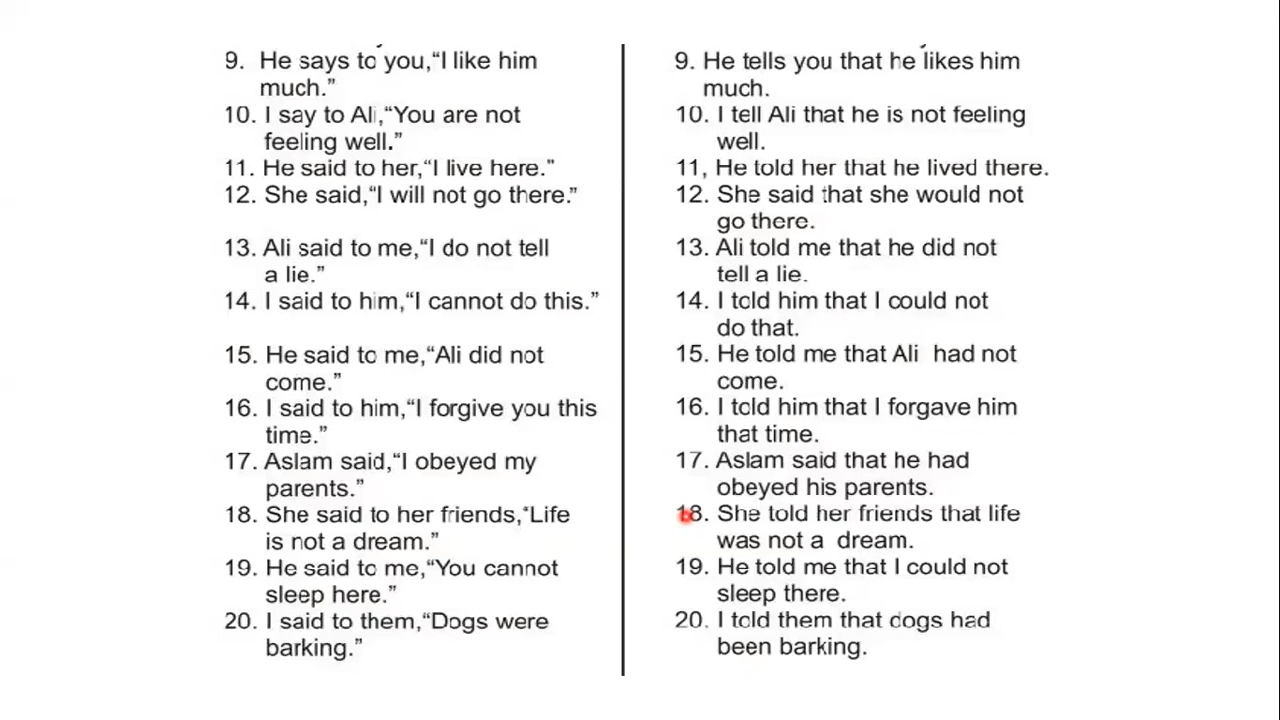 9. He says to you,“I like him
much.”
10. I say to Ali,“You are not
feeling well.”
11. He said to her,“I live here.”
12. She said,“I will not go there.”
13. Ali said to me,“I do not tell
a lie.”
14. I said to him,“I cannot do this.”
15. He said to me,“Ali did not
come.”
16. I said to him,“I forgive you this
time.”
17. Aslam said,“I obeyed my
parents.”
18. She said to her friends,“Life
is not a dream.”
19. He said to me,“You cannot
sleep here.”
20. I said to them,“Dogs were
barking.”
9. He tells you that he likes him
much.
10. I tell Ali that he is not feeling
well.
11, He told her that he lived there.
12. She said that she would not
go there.
13. Ali told me that he did not
tell a lie.
14. I told him that I could not
do that.
15. He told me that Ali had not
come.
16. I told him that I forgave him
that time.
17. Aslam said that he had
obeyed his parents.
18. She told her friends that life
was not a dream.
19. He told me that I could not
sleep there.
20. I told them that dogs had
been barking.